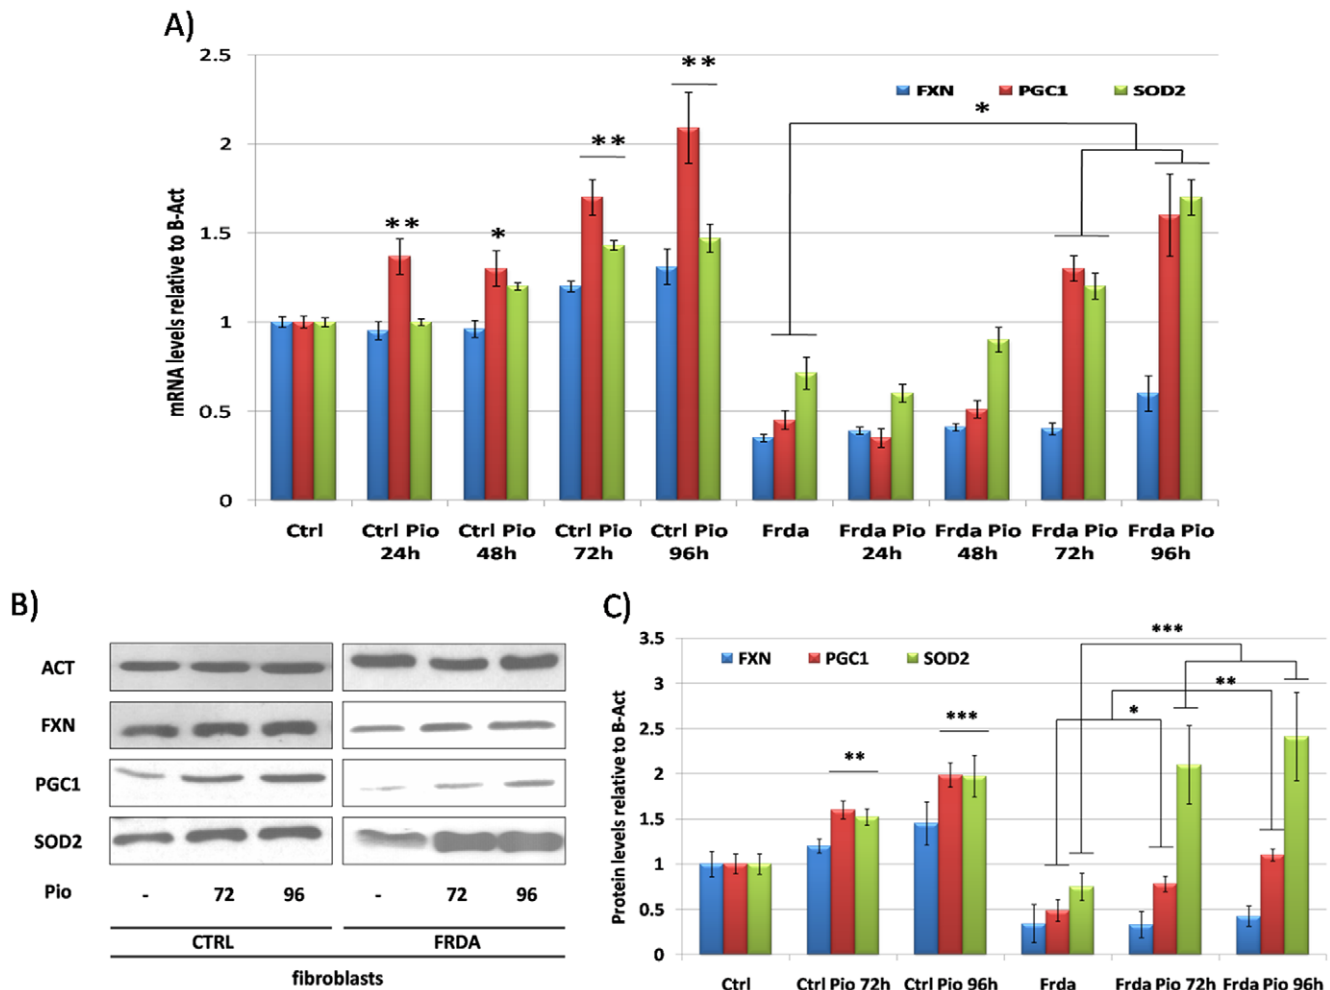 A)
2.5
2
1.5
1
0.5
0
mRNA levels relative to B-Act
FXN PGC1 SOD2
** * ** ** *
Ctrl Ctrl Pio 24h Ctrl Pio 48h Ctrl Pio 72h Ctrl Pio 96h Frda Frda Pio 24h Frda Pio 48h Frda Pio 72h Frda Pio 96h
B)
ACT
FXN
PGC1
SOD2
Pio - 72 96 - 72 96
CTRL FRDA
fibroblasts
C)
3.5
3
2.5
2
1.5
1
0.5
0
Protein levels relative to B-Act
FXN PGC1 SOD2
** *** * ** ***
Ctrl Ctrl Pio 72h Ctrl Pio 96h Frda Frda Pio 72h Frda Pio 96h